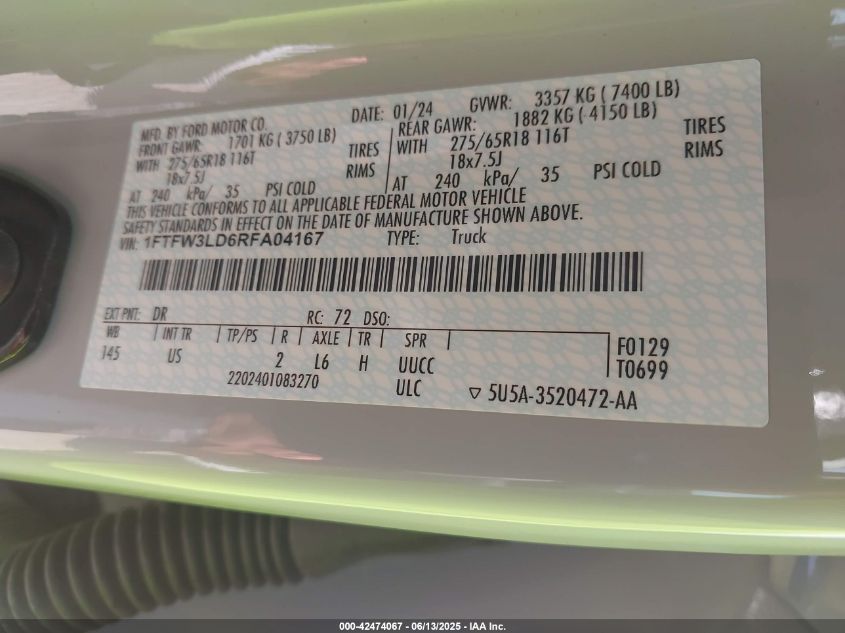 MFD. BY FORD MOTOR CO. DATE: 01/24 GVWR: 3357 KG ( 7400 LB)
FRONT GAWR: 1701 KG ( 3750 LB) REAR GAWR: 1882 KG ( 4150 LB)
WITH 275/65R18 116T TIRES WITH 275/65R18 116T TIRES
18x7.5J RIMS 18x7.5J RIMS
AT 240 kPa/ 35 PSI COLD AT 240 kPa/ 35 PSI COLD
THIS VEHICLE CONFORMS TO ALL APPLICABLE FEDERAL MOTOR VEHICLE
SAFETY STANDARDS IN EFFECT ON THE DATE OF MANUFACTURE SHOWN ABOVE.
VIN: 1FTFW3LD6RFA04167 TYPE: Truck
EXT PNT: DR RC: 72 DSO:
WB INT TR TP/PS R AXLE TR SPR F0129
145 US 2 L6 H UUCC T0699
2202401083270 ULC 5U5A-3520472-AA
000-42474067 - 06/13/2025 - IAA Inc.